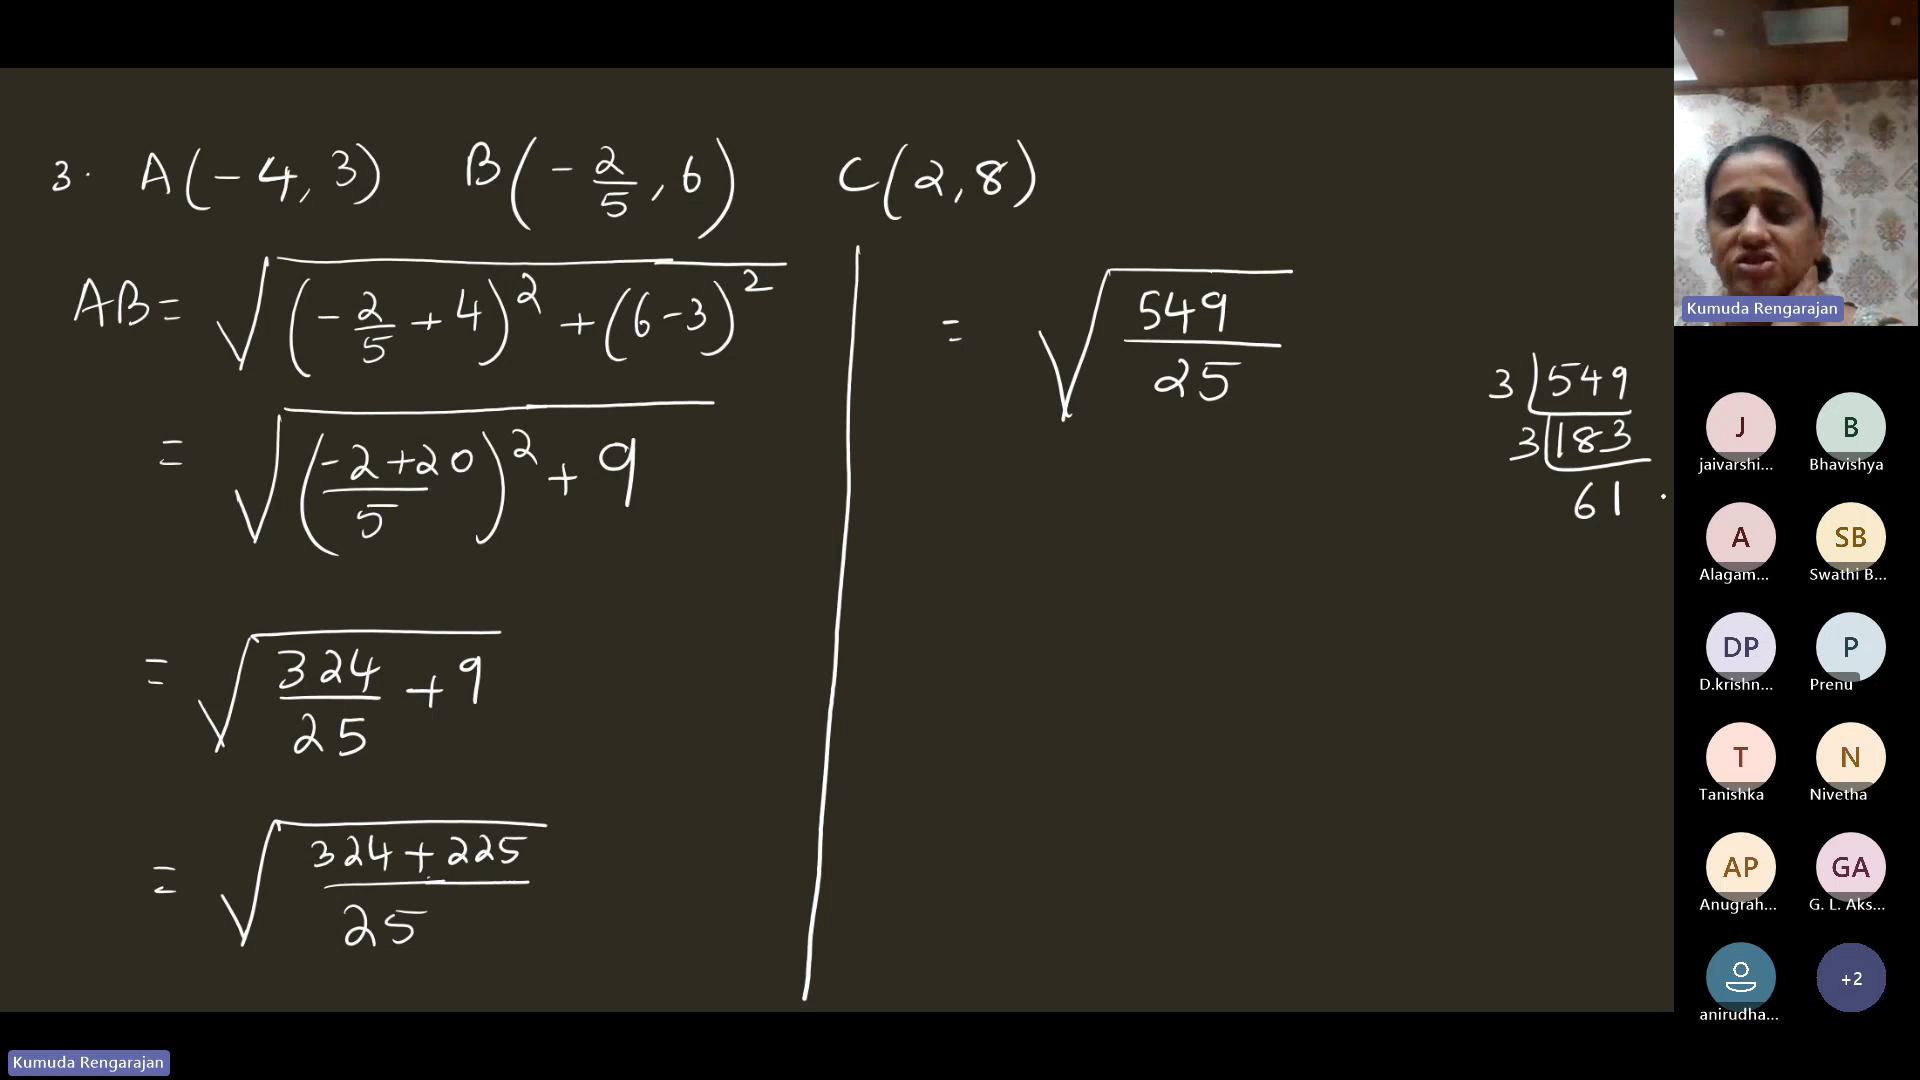 3. A(-4, 3) B(-2/5, 6) C(2, 8)
AB = √((-2/5 + 4)² + (6-3)²)
= √(((-2+20)/5)² + 9
= √(324/25 + 9)
= √((324+225)/25)
= √(549/25)
3 |549
3 |183
61
Kumuda Rengarajan
J B
jaivarshi... Bhavishya
A SB
Alagam... Swathi B...
DP P
D.krishn... Prenu
T N
Tanishka Nivetha
AP GA
Anugrah... G. L. Aks...
+2
anirudha...
Kumuda Rengarajan